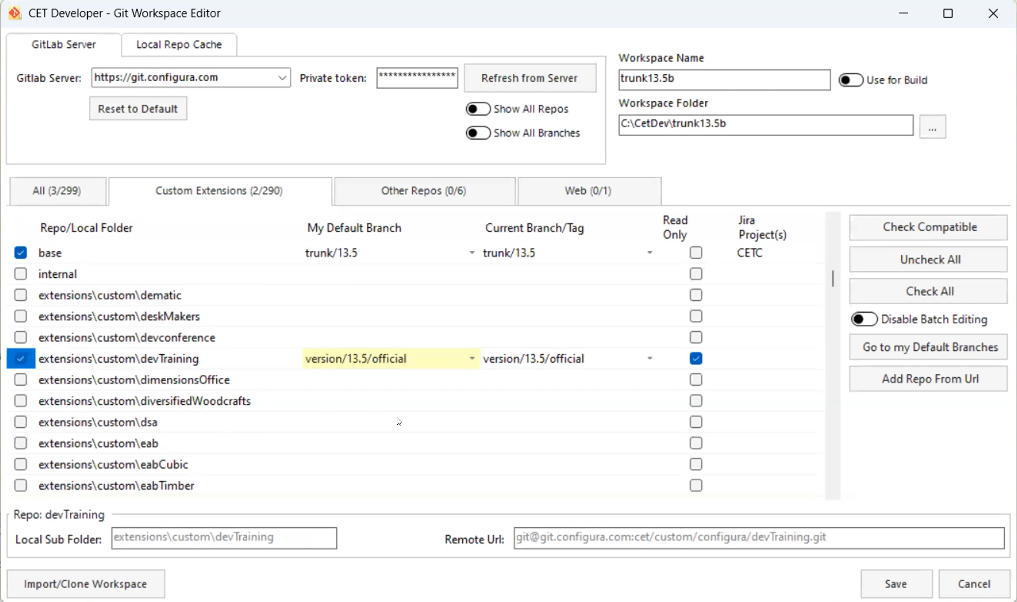 CET Developer - Git Workspace Editor
GitLab Server
Local Repo Cache
Gitlab Server:
https://git.configura.com
Private token:
****************
Refresh from Server
Reset to Default
Show All Repos
Show All Branches
Workspace Name
trunk13.5b
Use for Build
Workspace Folder
C:\CetDev\trunk13.5b
...
All (3/299)
Custom Extensions (2/290)
Other Repos (0/6)
Web (0/1)
Repo/Local Folder
My Default Branch
Current Branch/Tag
Read
Only
Jira
Project(s)
base
trunk/13.5
trunk/13.5
CETC
internal
extensions\custom\dematic
extensions\custom\deskMakers
extensions\custom\devconference
extensions\custom\devTraining
version/13.5/official
version/13.5/official
extensions\custom\dimensionsOffice
extensions\custom\diversifiedWoodcrafts
extensions\custom\dsa
extensions\custom\eab
extensions\custom\eabCubic
extensions\custom\eabTimber
Check Compatible
Uncheck All
Check All
Disable Batch Editing
Go to my Default Branches
Add Repo From Url
Repo: devTraining
Local Sub Folder:
extensions\custom\devTraining
Remote Url:
git@git.configura.com:cet/custom/configura/devTraining.git
Import/Clone Workspace
Save
Cancel